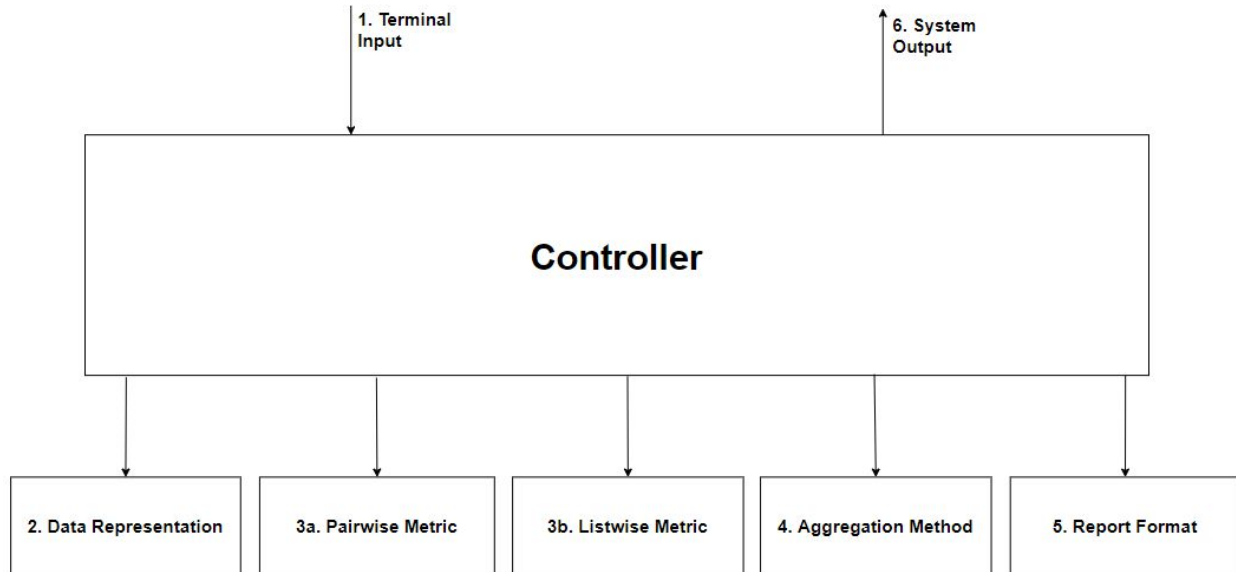 1. Terminal
Input
6. System
Output
Controller
2. Data Representation
3a. Pairwise Metric
3b. Listwise Metric
4. Aggregation Method
5. Report Format